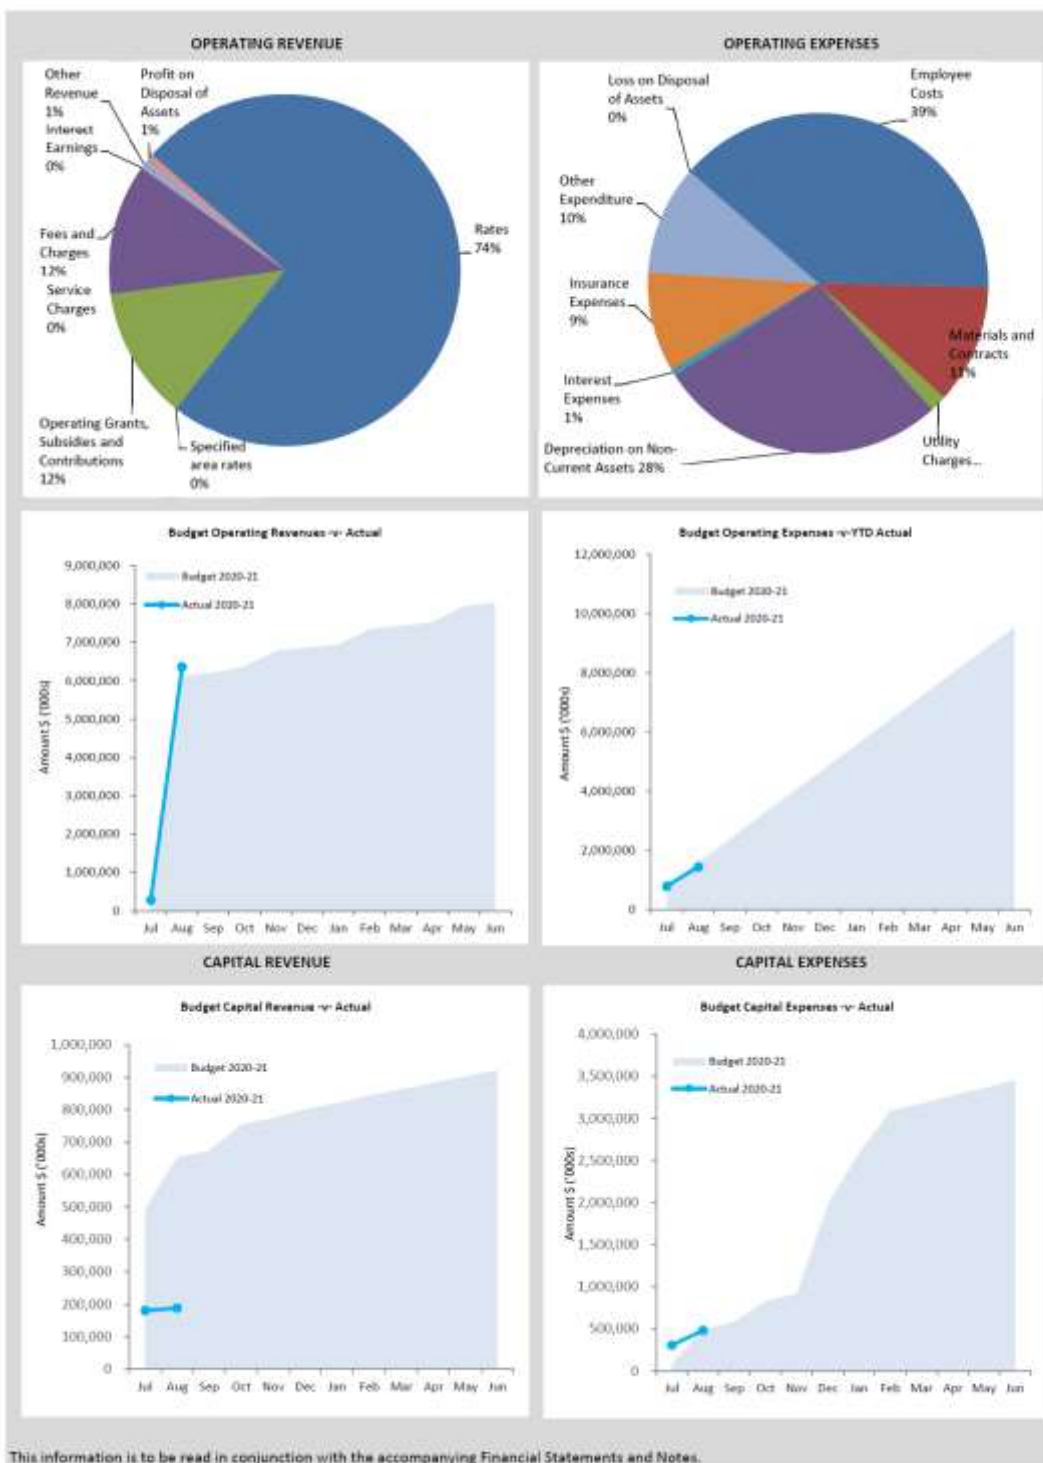 OPERATING REVENUE
Other
Revenue
1%
Interest
Earnings
0%
Profit on
Disposal of
Assets
1%
Rates
74%
Fees and
Charges
12%
Service
Charges
0%
Operating Grants,
Subsidies and
Contributions
12%
Specified
area rates
0%
OPERATING EXPENSES
Loss on Disposal
of Assets
0%
Employee
Costs
39%
Other
Expenditure
10%
Insurance
Expenses
9%
Interest
Expenses
1%
Depreciation on Non-
Current Assets 28%
Materials and
Contracts
11%
Utility
Charges...
Budget Operating Revenues -v- Actual
Budget 2020-21
Actual 2020-21
Amount $ ('000s)
9,000,000
8,000,000
7,000,000
6,000,000
5,000,000
4,000,000
3,000,000
2,000,000
1,000,000
0
Jul Aug Sep Oct Nov Dec Jan Feb Mar Apr May Jun
Budget Operating Expenses -v-YTD Actual
Budget 2020-21
Actual 2020-21
Amount $ ('000s)
12,000,000
10,000,000
8,000,000
6,000,000
4,000,000
2,000,000
0
Jul Aug Sep Oct Nov Dec Jan Feb Mar Apr May Jun
CAPITAL REVENUE
Budget Capital Revenue -v- Actual
Budget 2020-21
Actual 2020-21
Amount $ ('000s)
1,000,000
900,000
800,000
700,000
600,000
500,000
400,000
300,000
200,000
100,000
0
Jul Aug Sep Oct Nov Dec Jan Feb Mar Apr May Jun
CAPITAL EXPENSES
Budget Capital Expenses -v- Actual
Budget 2020-21
Actual 2020-21
Amount $ ('000s)
4,000,000
3,500,000
3,000,000
2,500,000
2,000,000
1,500,000
1,000,000
500,000
0
Jul Aug Sep Oct Nov Dec Jan Feb Mar Apr May Jun
This information is to be read in conjunction with the accompanying Financial Statements and Notes.